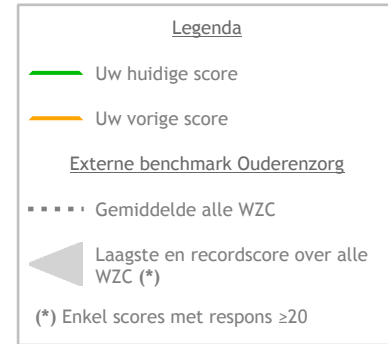 Legenda
Uw huidige score
Uw vorige score
Externe benchmark Ouderenzorg
Gemiddelde alle WZC
Laagste en recordscore over alle
WZC (*)
(*) Enkel scores met respons ≥20